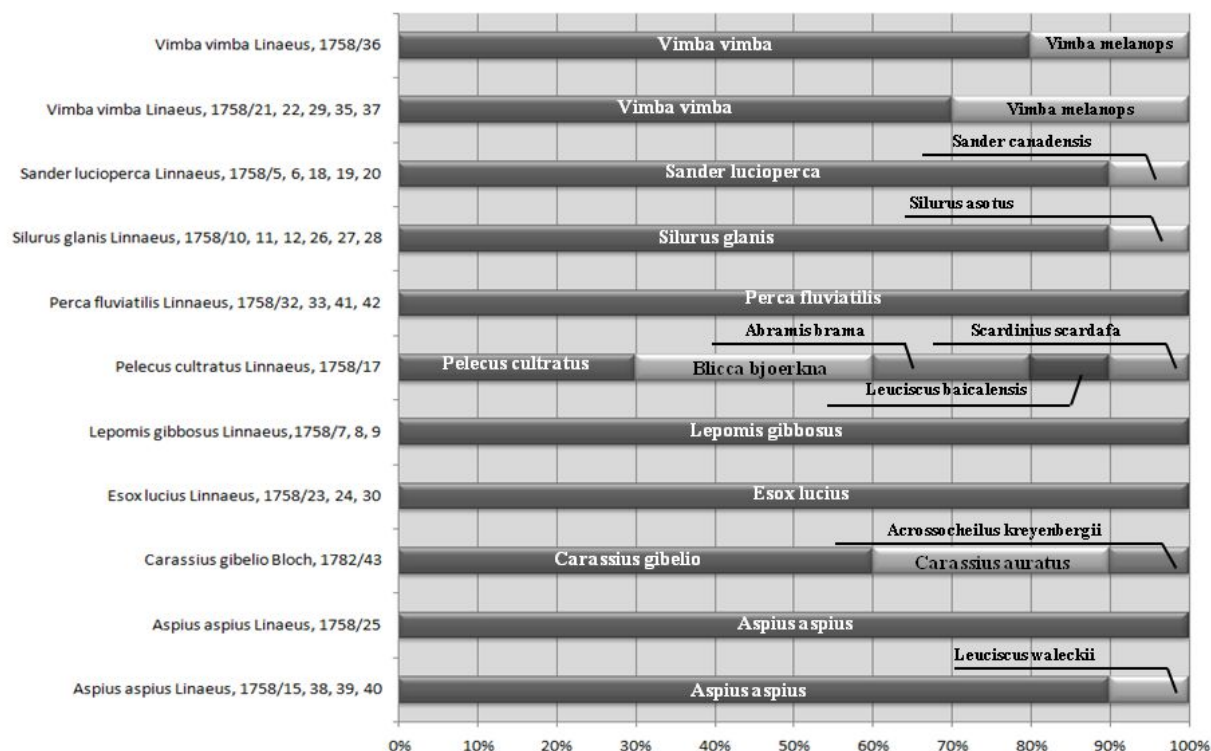 Vimba vimba Linaeus, 1758/36
Vimba vimba
Vimba melanops
Vimba vimba Linaeus, 1758/21, 22, 29, 35, 37
Vimba vimba
Vimba melanops
Sander canadensis
Sander lucioperca Linnaeus, 1758/5, 6, 18, 19, 20
Sander lucioperca
Silurus asotus
Silurus glanis Linnaeus, 1758/10, 11, 12, 26, 27, 28
Silurus glanis
Perca fluviatilis Linnaeus, 1758/32, 33, 41, 42
Perca fluviatilis
Abramis brama
Scardinius scardafa
Pelecus cultratus Linnaeus, 1758/17
Pelecus cultratus
Blicca bjoerkna
Leuciscus baicalensis
Lepomis gibbosus Linnaeus,1758/7, 8, 9
Lepomis gibbosus
Esox lucius Linnaeus, 1758/23, 24, 30
Esox lucius
Acrossocheilus kreyenbergii
Carassius gibelio Bloch, 1782/43
Carassius gibelio
Carassius auratus
Aspius aspius Linaeus, 1758/25
Aspius aspius
Leuciscus waleckii
Aspius aspius Linaeus, 1758/15, 38, 39, 40
Aspius aspius
0% 10% 20% 30% 40% 50% 60% 70% 80% 90% 100%